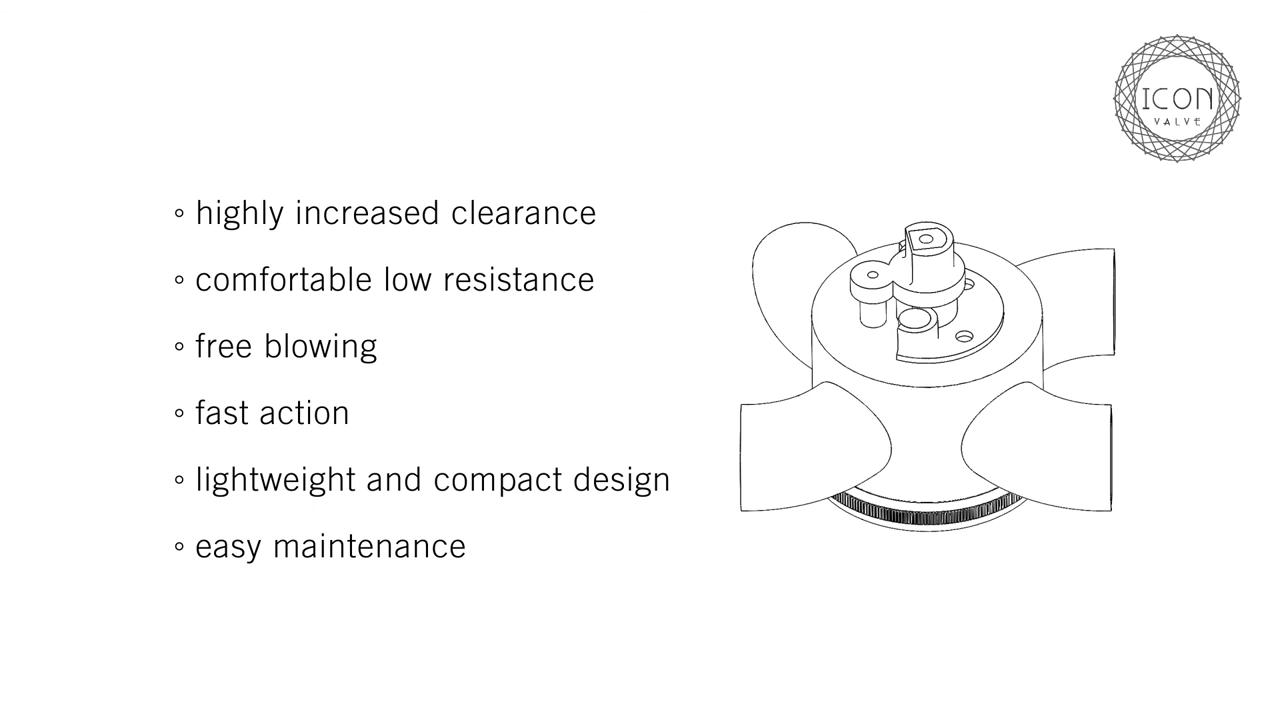 ICON
VALVE
◦ highly increased clearance
◦ comfortable low resistance
◦ free blowing
◦ fast action
◦ lightweight and compact design
◦ easy maintenance